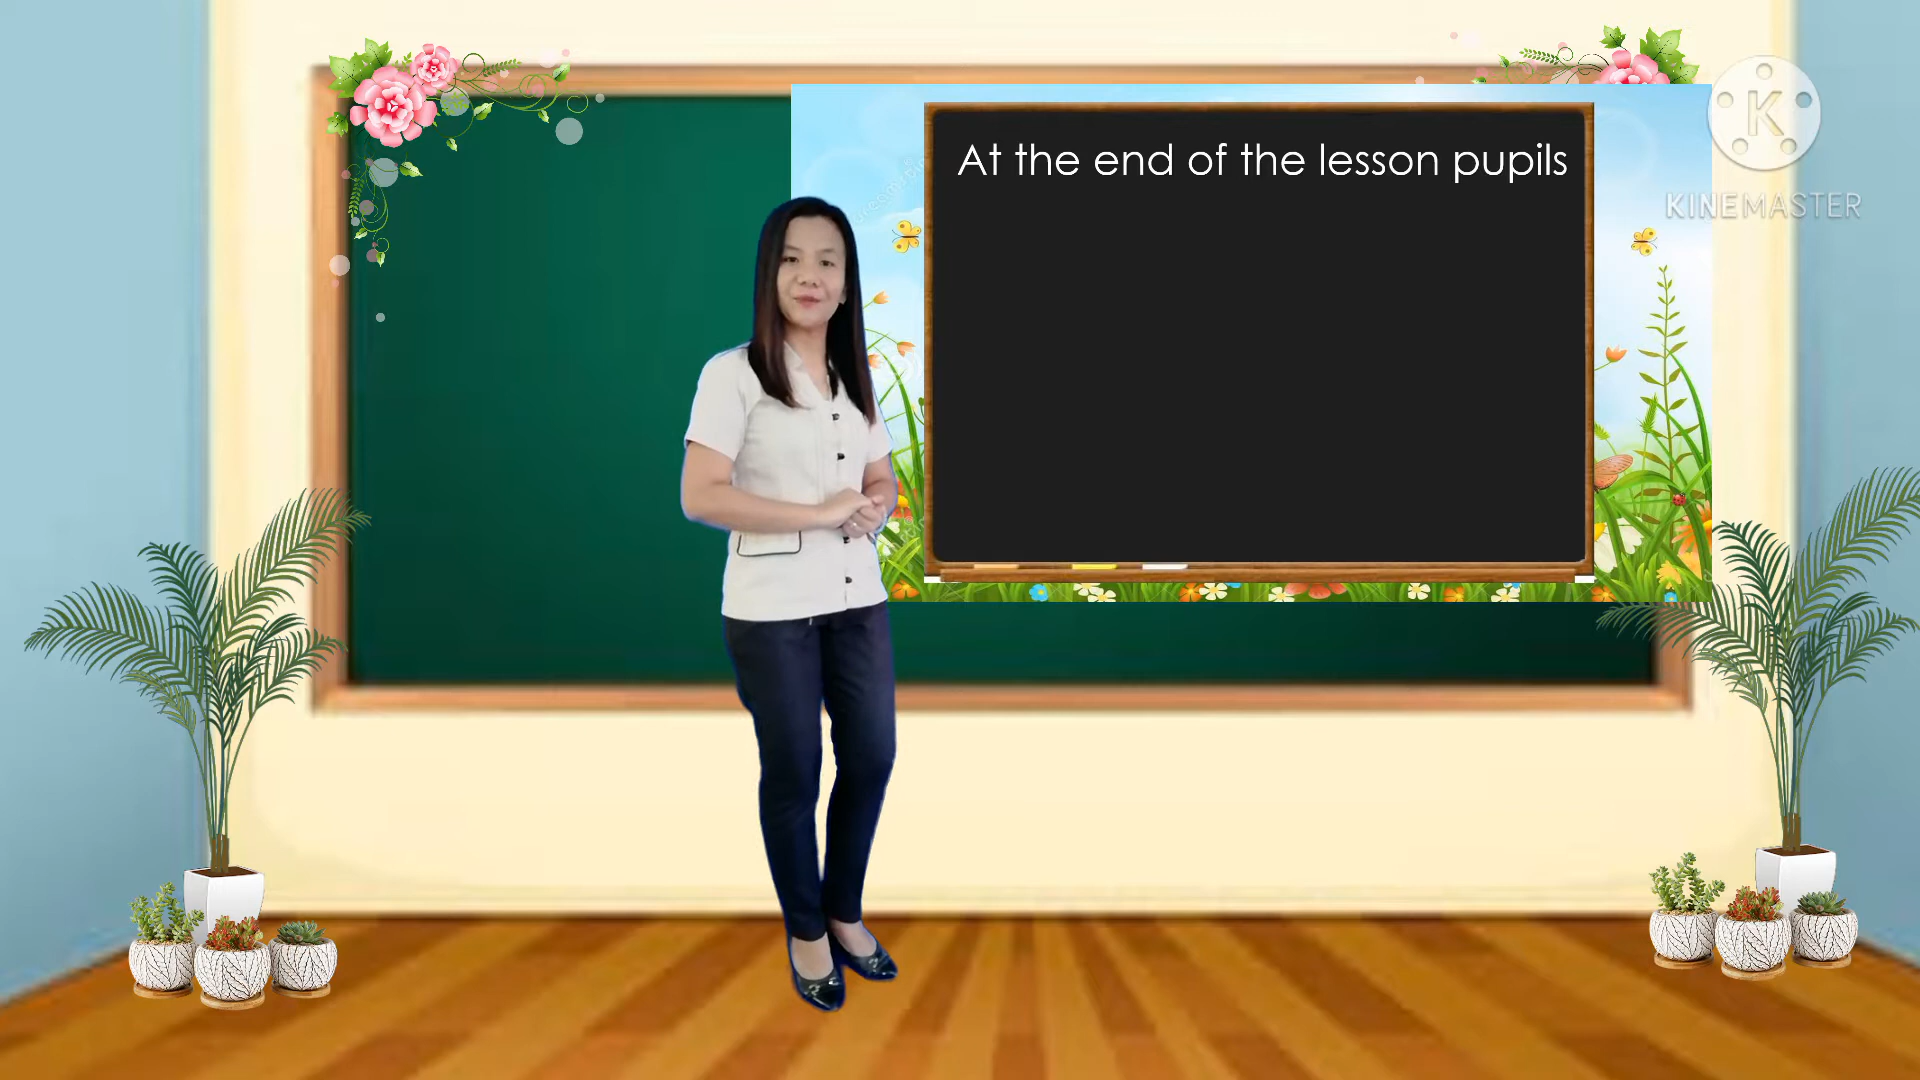 At the end of the lesson pupils
K
KINEMASTER